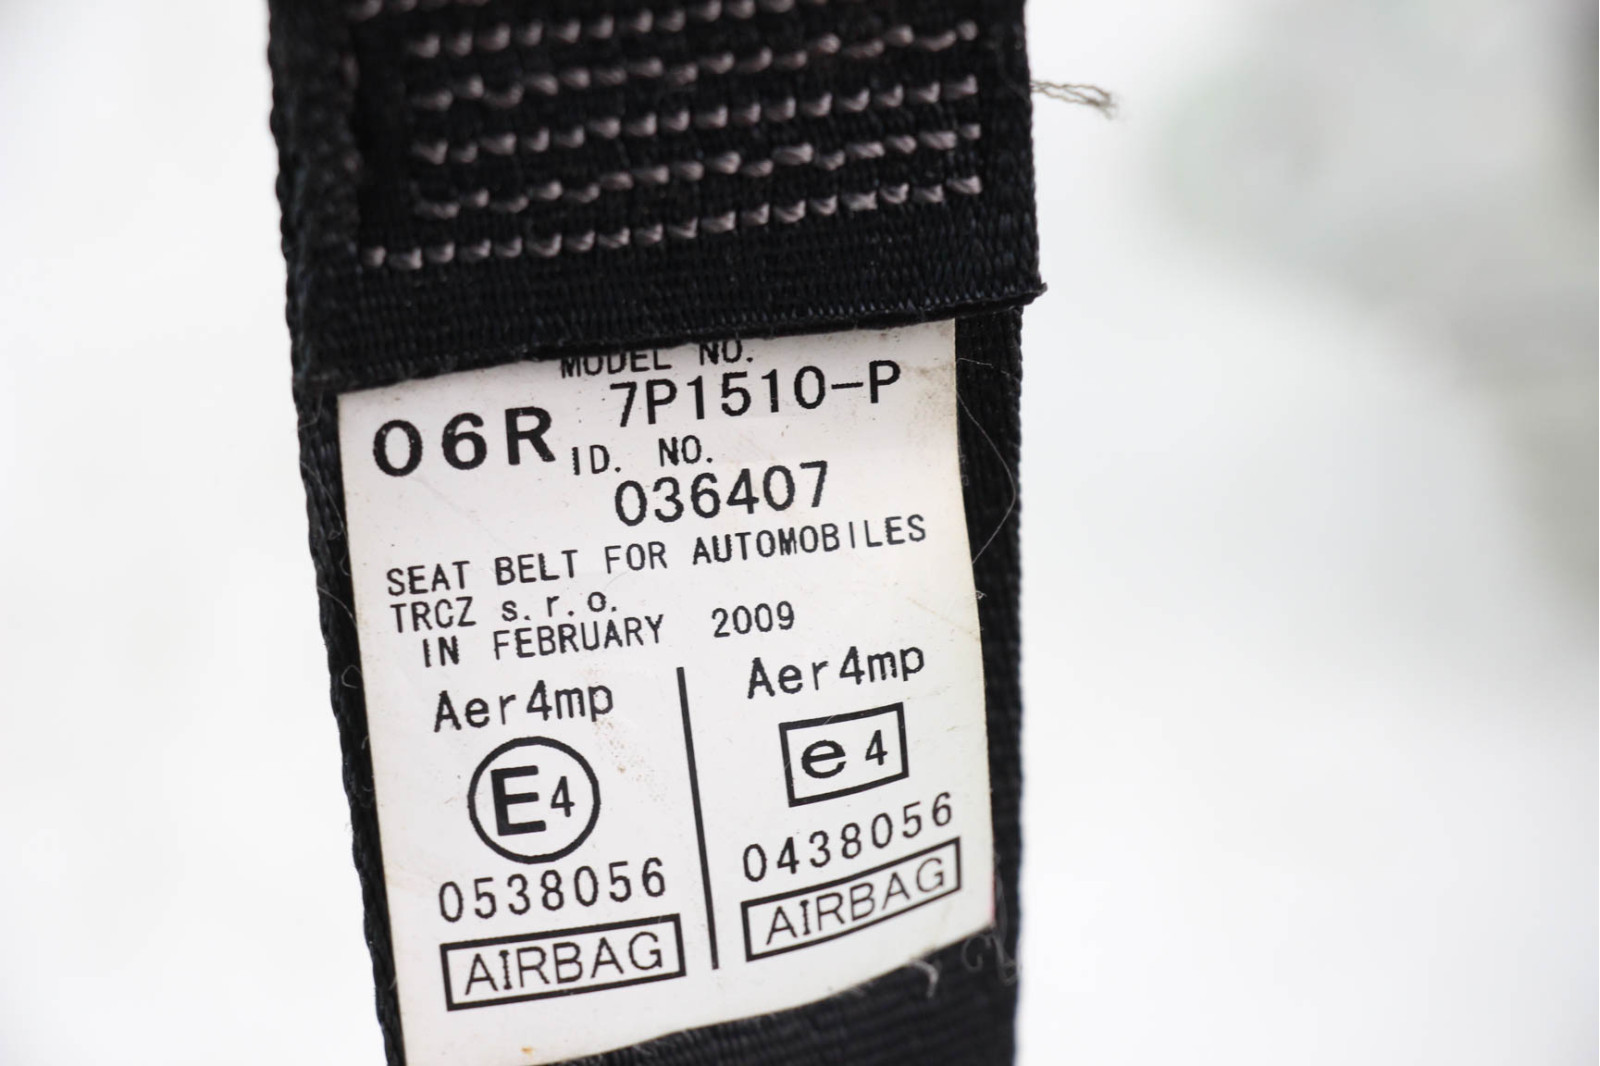 MODEL NO.
06R 7P1510-P
ID. NO.
036407
SEAT BELT FOR AUTOMOBILES
TRCZ s.r.o.
IN FEBRUARY 2009
Aer4mp Aer4mp
E4 e4
0538056 0438056
AIRBAG AIRBAG